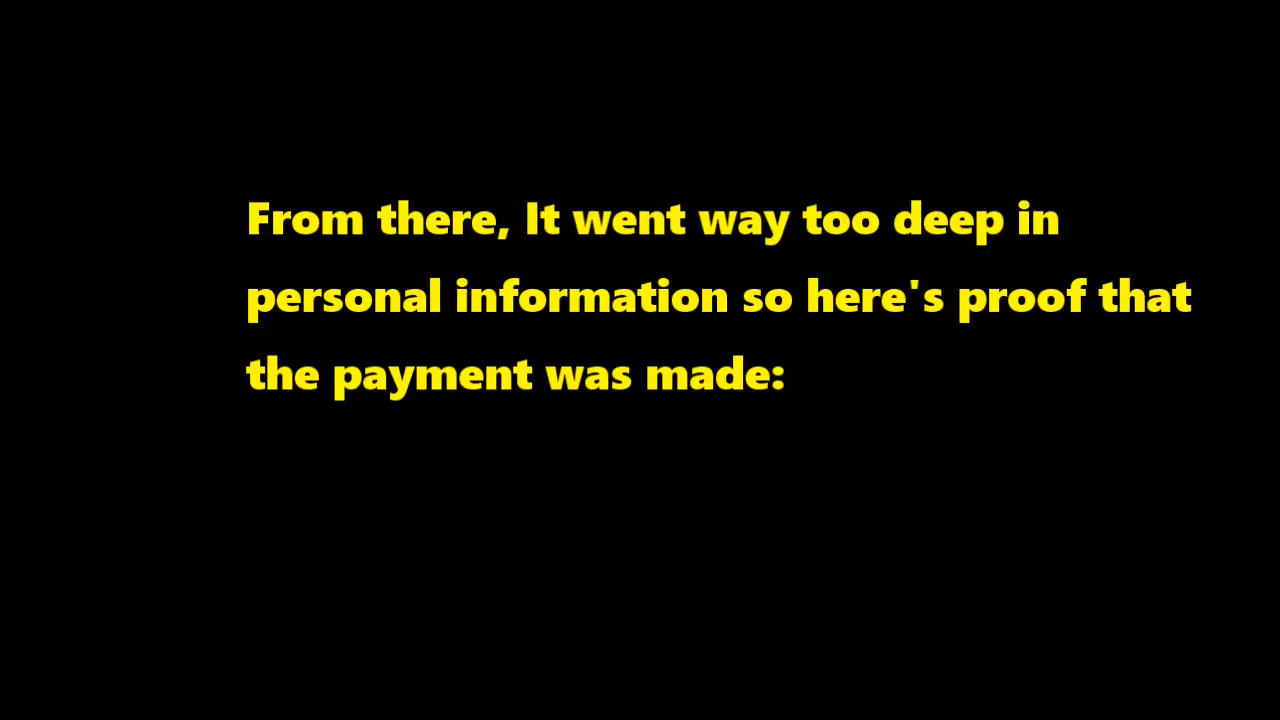 From there, It went way too deep in
personal information so here's proof that
the payment was made: